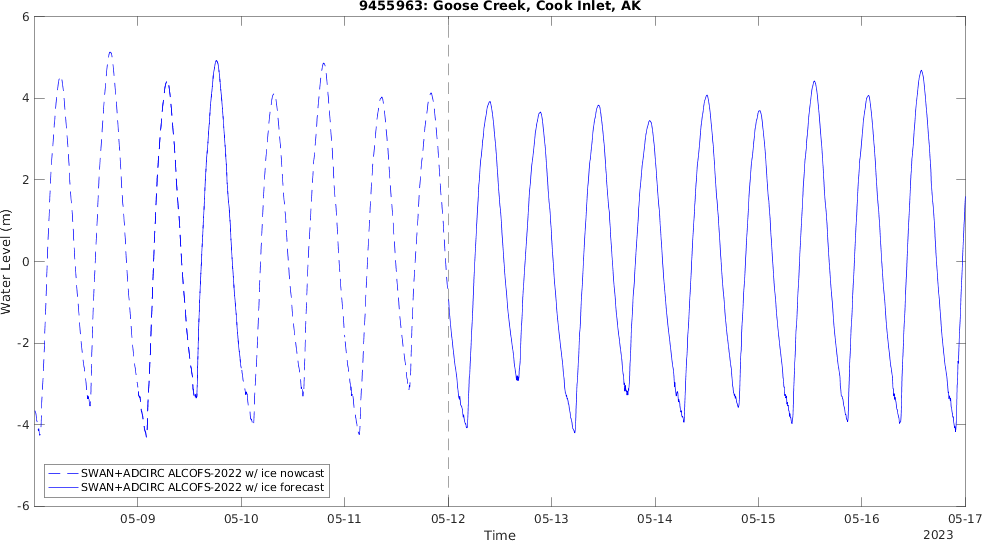 9455963: Goose Creek, Cook Inlet, AK
6
4
2
0
-2
-4
-6
Water Level (m)
SWAN+ADCIRC ALCOFS-2022 w/ ice nowcast
SWAN+ADCIRC ALCOFS-2022 w/ ice forecast
05-09 05-10 05-11 05-12 05-13 05-14 05-15 05-16 05-17
Time
2023